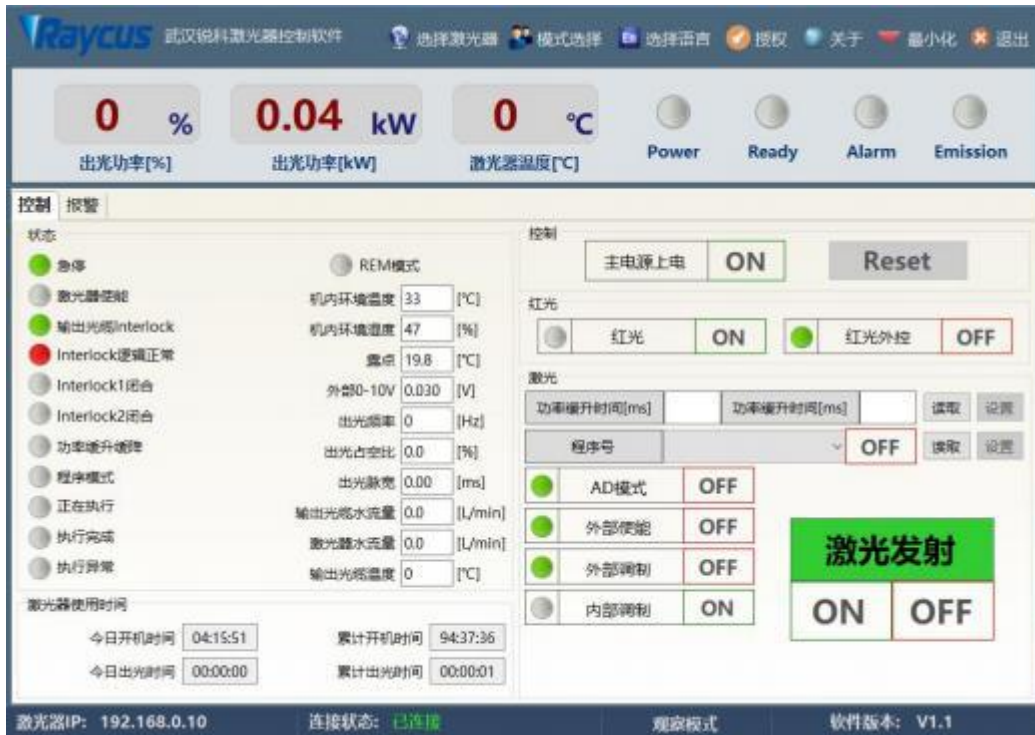 Raycus 武汉锐科激光器控制软件 选择激光器 模式选择 选择语言 授权 关于 最小化 退出
0 % 0.04 kW 0 ℃
出光功率[%] 出光功率[kW] 激光器温度[℃] Power Ready Alarm Emission
控制 报警
状态
急停 REM模式
激光器使能 机内环境温度 33 [℃]
输出光缆Interlock 机内环境湿度 47 [%]
Interlock逻辑正常 露点 19.8 [℃]
Interlock1闭合 外部0-10V 0.030 [V]
Interlock2闭合 出光频率 0 [Hz]
功率缓升缓降 出光占空比 0.0 [%]
程序模式 出光脉宽 0.00 [ms]
正在执行 输出光缆水流量 0.0 [L/min]
执行完成 激光器水流量 0.0 [L/min]
执行异常 输出光缆温度 0 [℃]
激光器使用时间
今日开机时间 04:15:51 累计开机时间 94:37:36
今日出光时间 00:00:00 累计出光时间 00:00:01
控制
主电源上电 ON Reset
红光
红光 ON 红光外控 OFF
激光
功率缓升时间[ms] 功率缓升时间[ms] 读取 设置
程序号 OFF 读取 设置
AD模式 OFF
外部使能 OFF
外部调制 OFF
内部调制 ON
激光发射
ON OFF
激光器IP: 192.168.0.10 连接状态: 已连接 观察模式 软件版本: V1.1